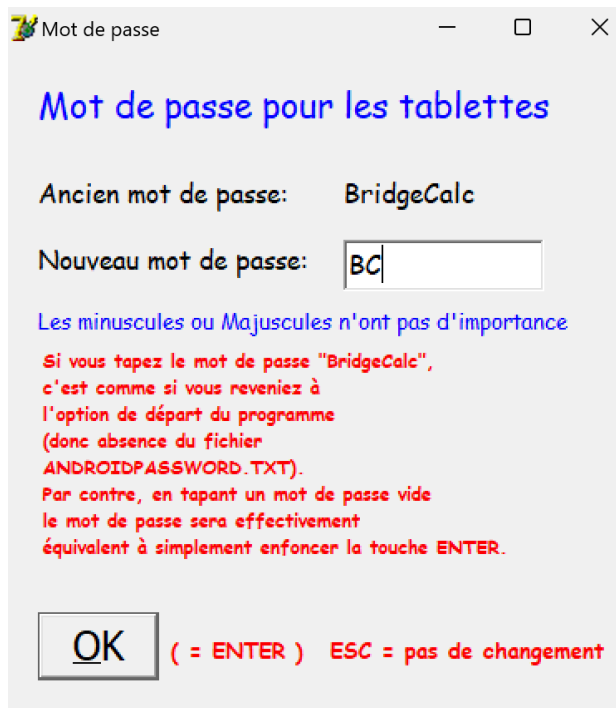 Mot de passe
Mot de passe pour les tablettes
Ancien mot de passe: BridgeCalc
Nouveau mot de passe: BC
Les minuscules ou Majuscules n'ont pas d'importance
Si vous tapez le mot de passe "BridgeCalc",
c'est comme si vous reveniez à
l'option de départ du programme
(donc absence du fichier
ANDROIDPASSWORD.TXT).
Par contre, en tapant un mot de passe vide
le mot de passe sera effectivement
équivalent à simplement enfoncer la touche ENTER.
OK ( = ENTER ) ESC = pas de changement